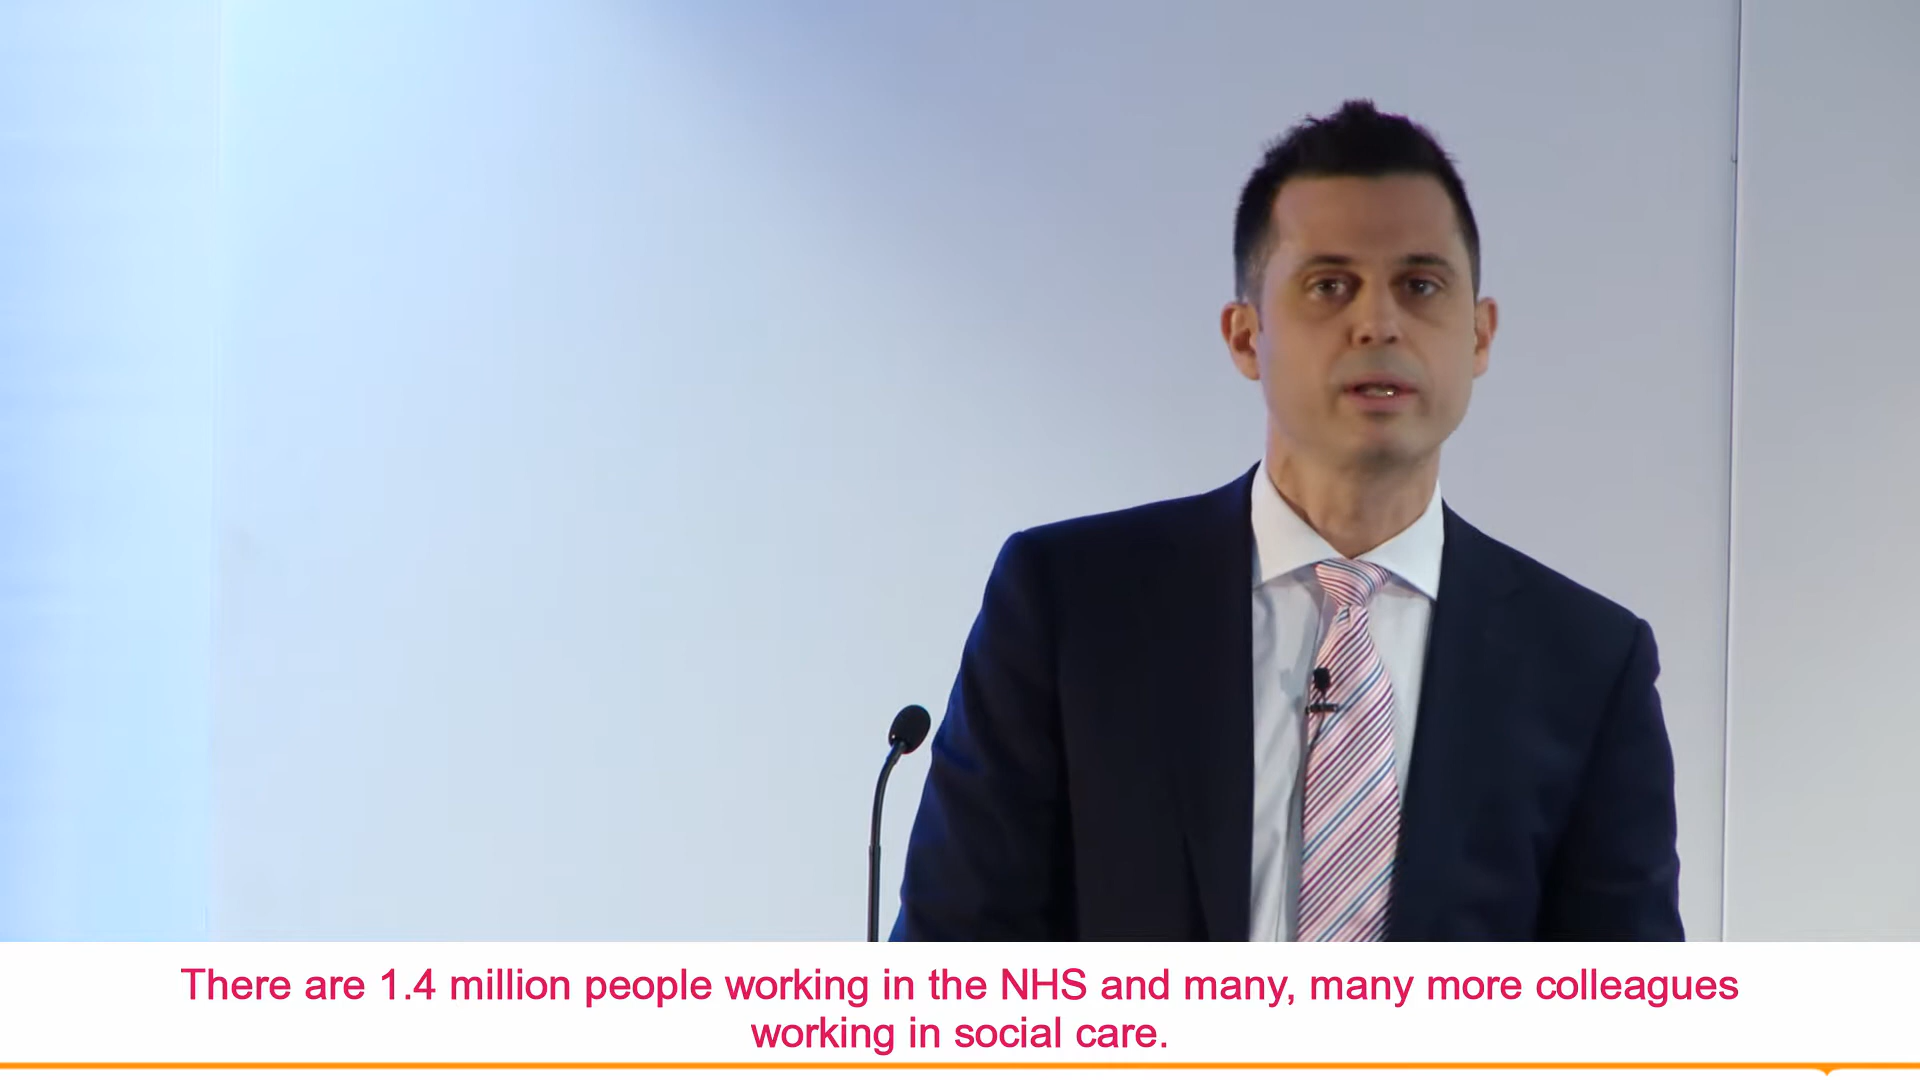 There are 1.4 million people working in the NHS and many, many more colleagues
working in social care.